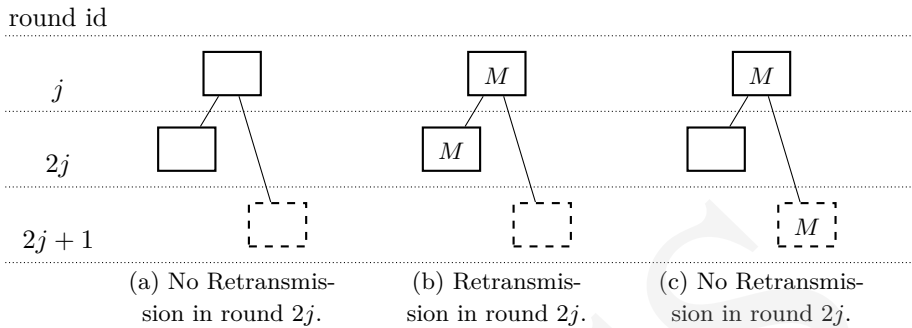 round id
j M M
2j M
2j + 1 M
(a) No Retransmis-
sion in round 2j.
(b) Retransmis-
sion in round 2j.
(c) No Retransmis-
sion in round 2j.